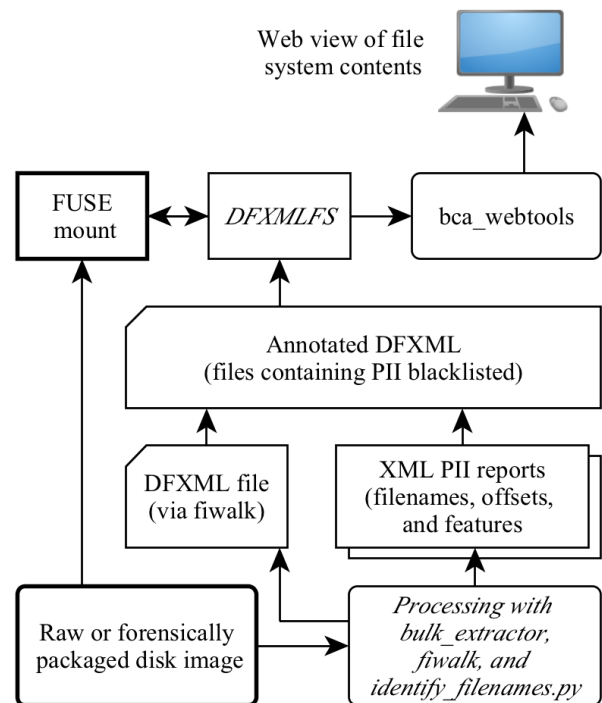 Web view of file
system contents
FUSE
mount
DFXMLFS
bca_webtools
Annotated DFXML
(files containing PII blacklisted)
DFXML file
(via fiwalk)
XML PII reports
(filenames, offsets,
and features
Raw or forensically
packaged disk image
Processing with
bulk_extractor,
fiwalk, and
identify_filenames.py